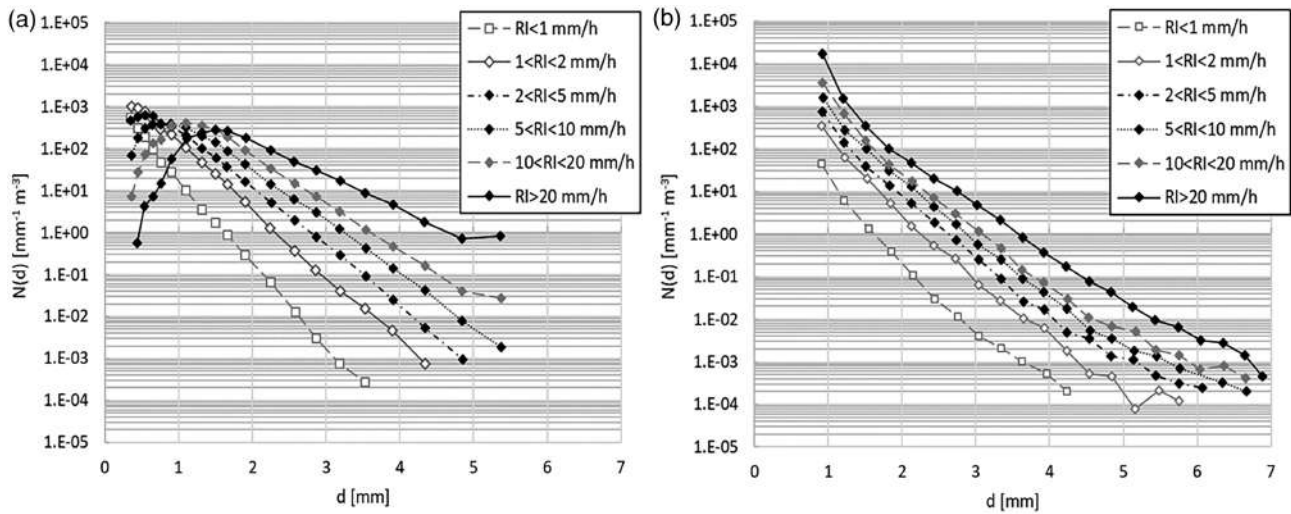 (a)
1.E+05
1.E+04
1.E+03
1.E+02
1.E+01
1.E+00
1.E-01
1.E-02
1.E-03
1.E-04
1.E-05
N(d) [mm⁻¹ m⁻³]
0 1 2 3 4 5 6 7
d [mm]
RI<1 mm/h
1<RI<2 mm/h
2<RI<5 mm/h
5<RI<10 mm/h
10<RI<20 mm/h
RI>20 mm/h
(b)
1.E+05
1.E+04
1.E+03
1.E+02
1.E+01
1.E+00
1.E-01
1.E-02
1.E-03
1.E-04
1.E-05
N(d) [mm⁻¹ m⁻³]
0 1 2 3 4 5 6 7
d [mm]
RI<1 mm/h
1<RI<2 mm/h
2<RI<5 mm/h
5<RI<10 mm/h
10<RI<20 mm/h
RI>20 mm/h